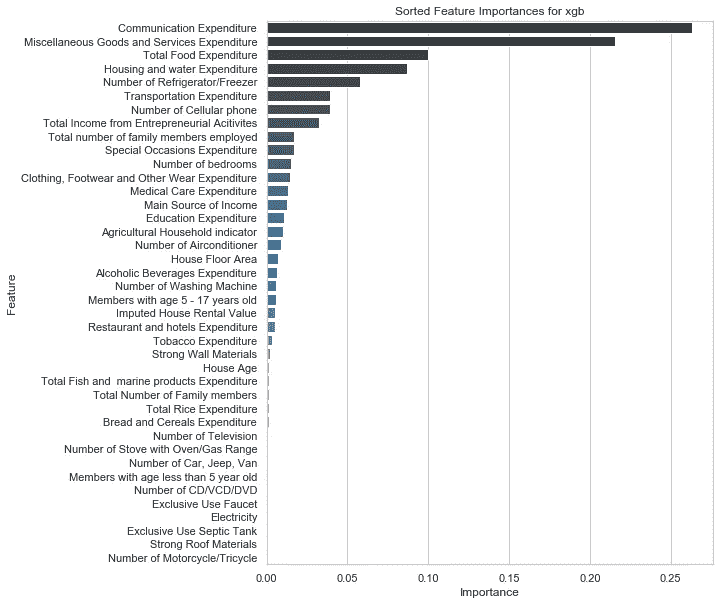 Sorted Feature Importances for xgb
Communication Expenditure
Miscellaneous Goods and Services Expenditure
Total Food Expenditure
Housing and water Expenditure
Number of Refrigerator/Freezer
Transportation Expenditure
Number of Cellular phone
Total Income from Entrepreneurial Acitivites
Total number of family members employed
Special Occasions Expenditure
Number of bedrooms
Clothing, Footwear and Other Wear Expenditure
Medical Care Expenditure
Main Source of Income
Education Expenditure
Agricultural Household indicator
Number of Airconditioner
House Floor Area
Alcoholic Beverages Expenditure
Number of Washing Machine
Members with age 5 - 17 years old
Imputed House Rental Value
Restaurant and hotels Expenditure
Tobacco Expenditure
Strong Wall Materials
House Age
Total Fish and  marine products Expenditure
Total Number of Family members
Total Rice Expenditure
Bread and Cereals Expenditure
Number of Television
Number of Stove with Oven/Gas Range
Number of Car, Jeep, Van
Members with age less than 5 year old
Number of CD/VCD/DVD
Exclusive Use Faucet
Electricity
Exclusive Use Septic Tank
Strong Roof Materials
Number of Motorcycle/Tricycle
Feature
0.00 0.05 0.10 0.15 0.20 0.25
Importance